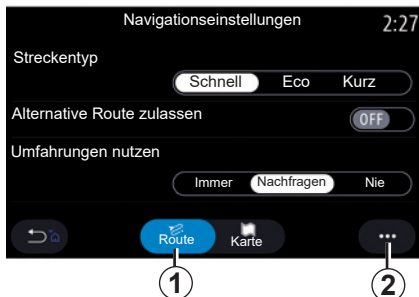 Navigationseinstellungen 2:27
Streckentyp
Schnell Eco Kurz
Alternative Route zulassen OFF
Umfahrungen nutzen
Immer Nachfragen Nie
Route Karte
1 2